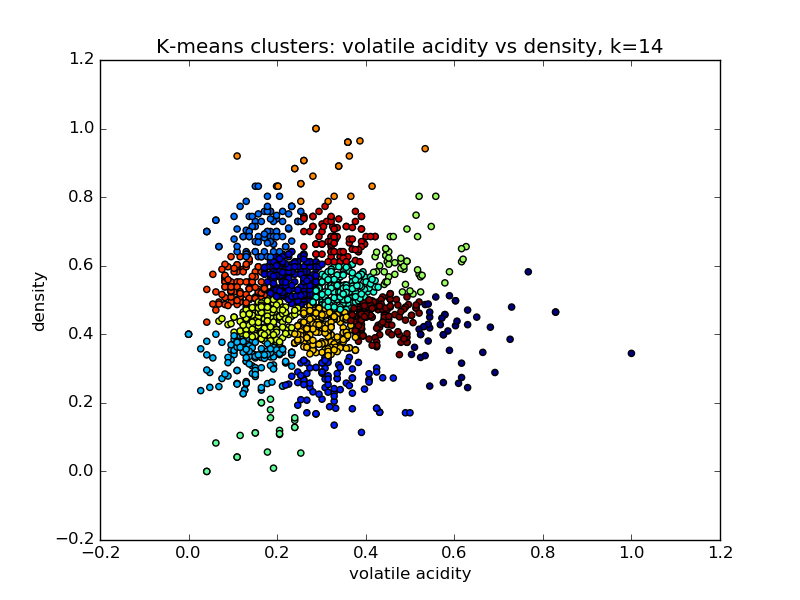 K-means clusters: volatile acidity vs density, k=14
1.2
1.0
0.8
0.6
0.4
0.2
0.0
−0.2
density
−0.2 0.0 0.2 0.4 0.6 0.8 1.0 1.2
volatile acidity